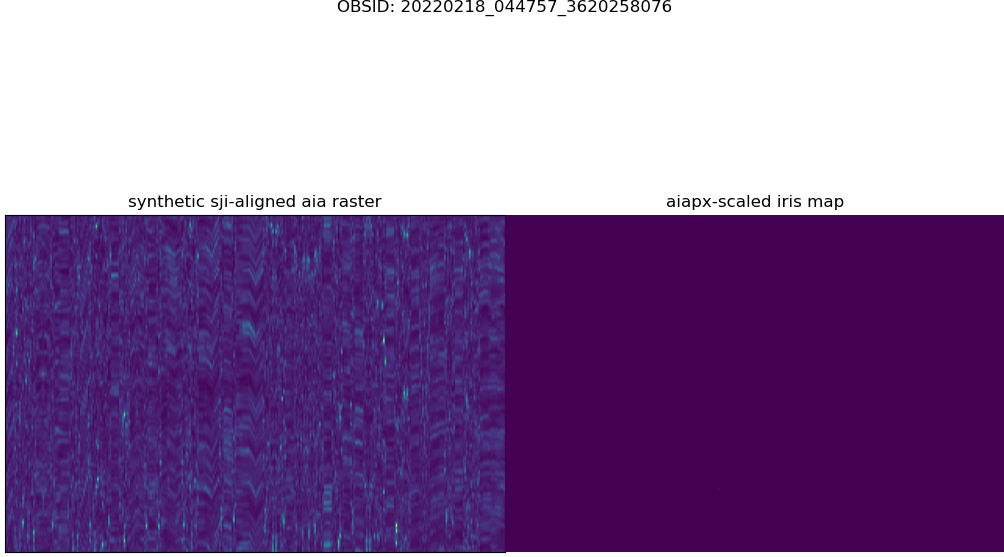 OBSID: 20220218_044757_3620258076
synthetic sji-aligned aia raster
aiapx-scaled iris map